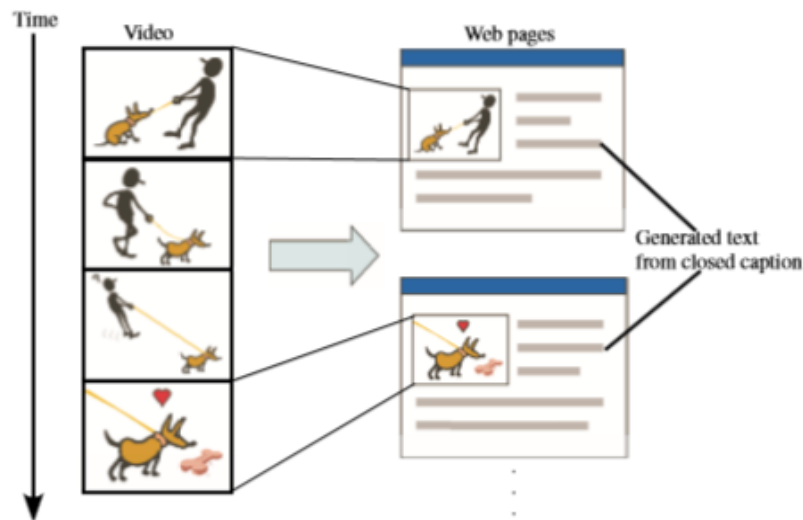 Time
Video
Web pages
Generated text
from closed caption